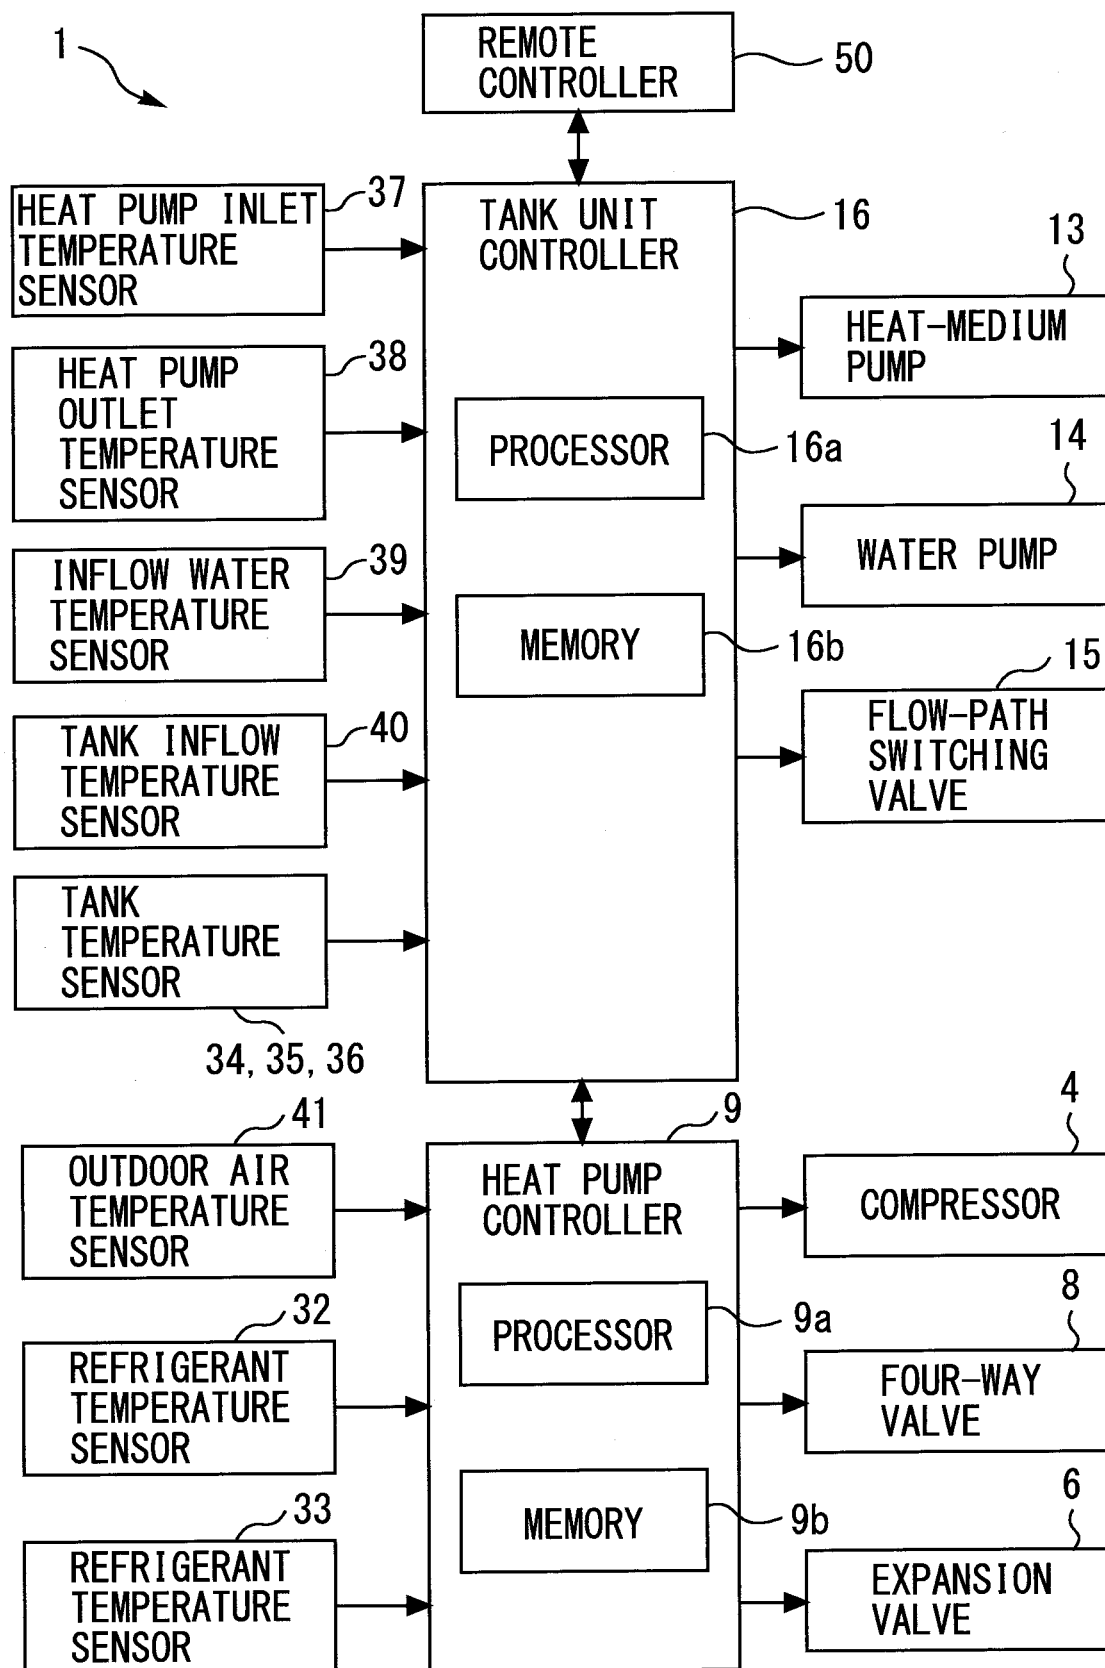 1
REMOTE
CONTROLLER
50
HEAT PUMP INLET
TEMPERATURE
SENSOR
37
TANK UNIT
CONTROLLER
16
13
HEAT-MEDIUM
PUMP
HEAT PUMP
OUTLET
TEMPERATURE
SENSOR
38
PROCESSOR
16a
14
WATER PUMP
INFLOW WATER
TEMPERATURE
SENSOR
39
MEMORY
16b
15
FLOW-PATH
SWITCHING
VALVE
TANK INFLOW
TEMPERATURE
SENSOR
40
TANK
TEMPERATURE
SENSOR
34, 35, 36
41
OUTDOOR AIR
TEMPERATURE
SENSOR
9
HEAT PUMP
CONTROLLER
4
COMPRESSOR
32
REFRIGERANT
TEMPERATURE
SENSOR
PROCESSOR
9a
8
FOUR-WAY
VALVE
33
REFRIGERANT
TEMPERATURE
SENSOR
MEMORY
9b
6
EXPANSION
VALVE